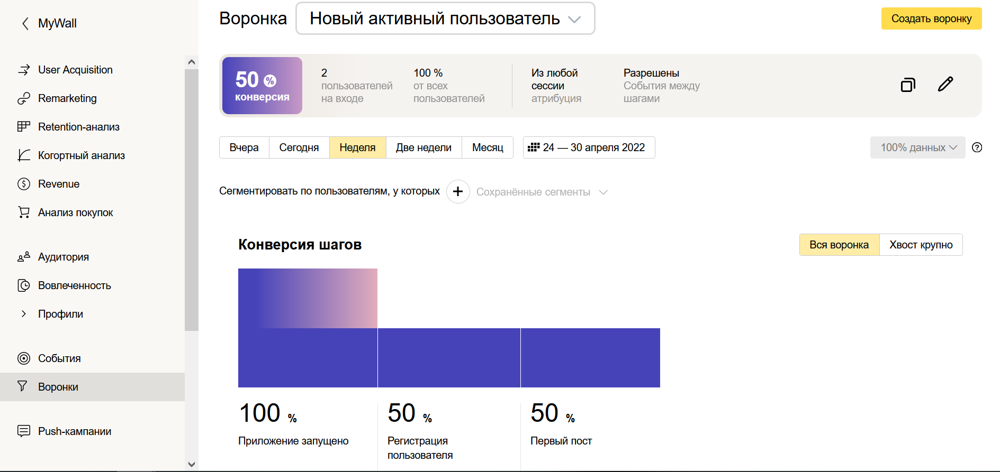 MyWall
User Acquisition
Remarketing
Retention-анализ
Когортный анализ
Revenue
Анализ покупок
Аудитория
Вовлеченность
Профили
События
Воронки
Push-кампании
Воронка Новый активный пользователь
Создать воронку
50 %
конверсия
2
пользователей
на входе
100 %
от всех
пользователей
Из любой
сессии
атрибуция
Разрешены
События между
шагами
Вчера Сегодня Неделя Две недели Месяц 24 — 30 апреля 2022 100% данных ?
Сегментировать по пользователям, у которых + Сохранённые сегменты
Конверсия шагов
Вся воронка Хвост крупно
100 %
Приложение запущено
50 %
Регистрация
пользователя
50 %
Первый пост